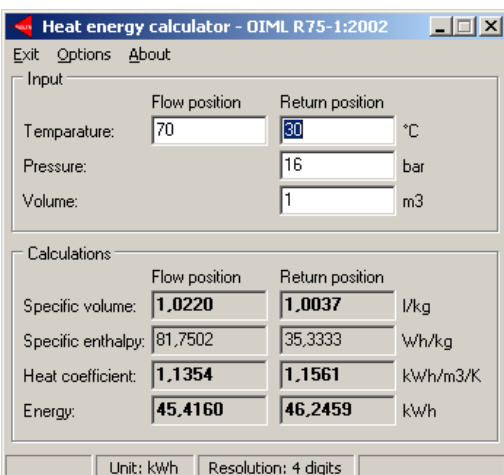 Heat energy calculator - OIML R75-1:2002
Exit Options About
Input
Flow position Return position
Temparature: 70 30 °C
Pressure: 16 bar
Volume: 1 m3
Calculations
Flow position Return position
Specific volume: 1,0220 1,0037 l/kg
Specific enthalpy: 81,7502 35,3333 Wh/kg
Heat coefficient: 1,1354 1,1561 kWh/m3/K
Energy: 45,4160 46,2459 kWh
Unit: kWh Resolution: 4 digits